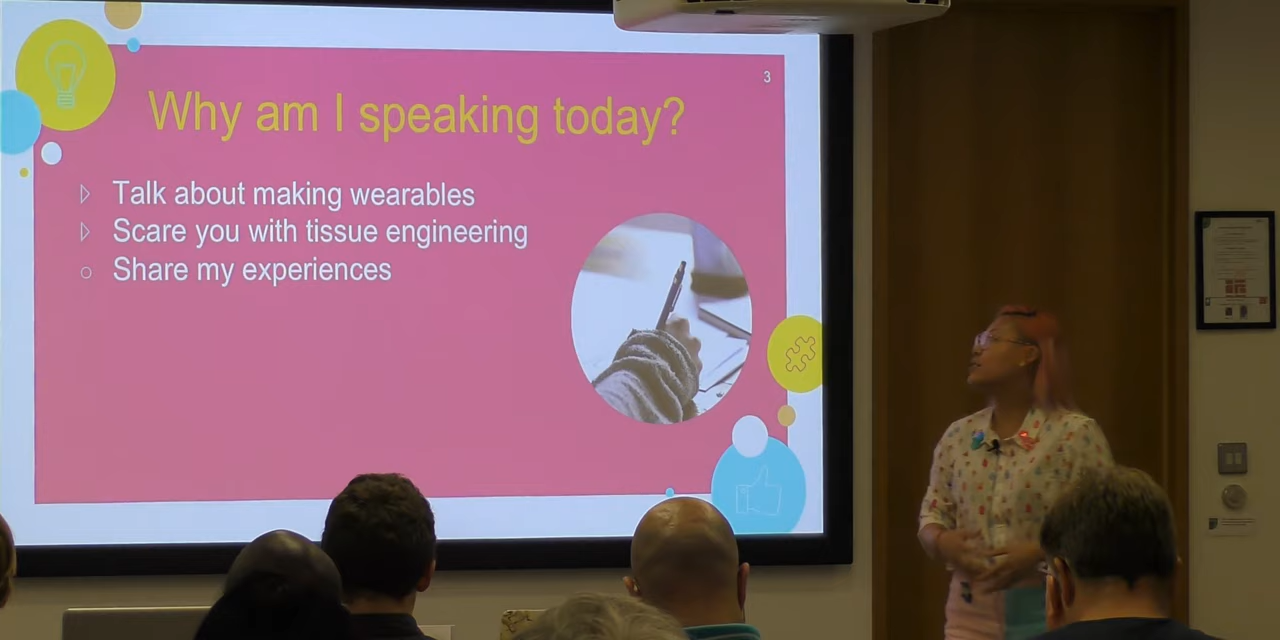 3
Why am I speaking today?
Talk about making wearables
Scare you with tissue engineering
Share my experiences